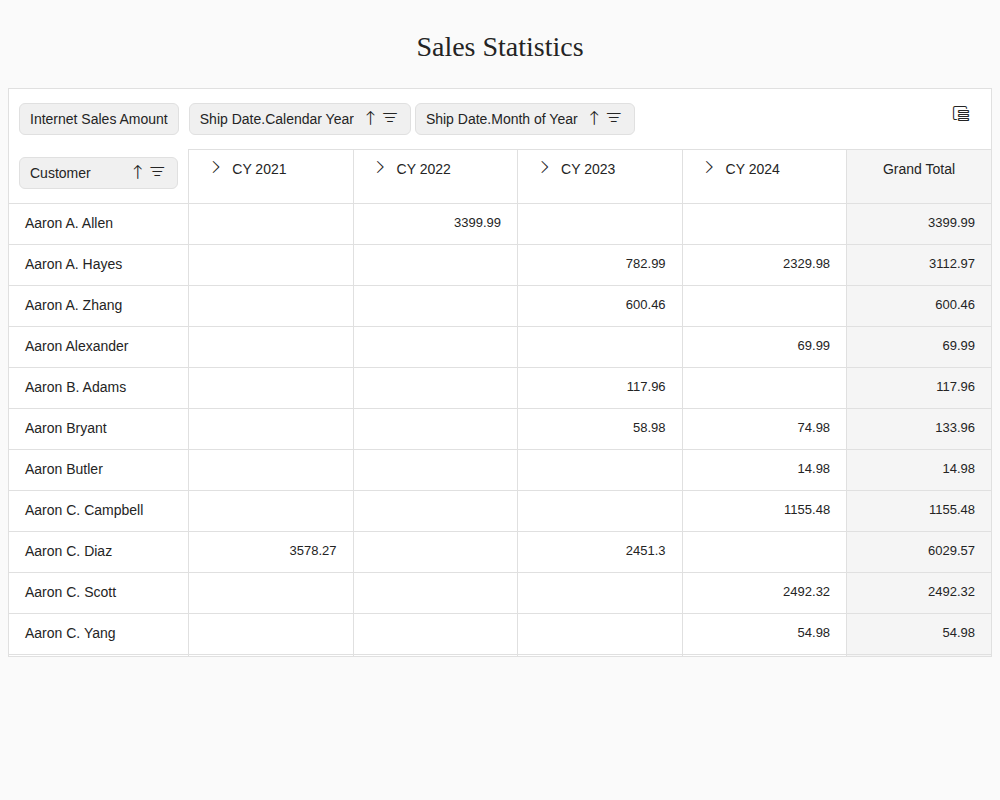 Sales Statistics
Internet Sales Amount Ship Date.Calendar Year Ship Date.Month of Year
Customer CY 2021 CY 2022 CY 2023 CY 2024 Grand Total
Aaron A. Allen 3399.99 3399.99
Aaron A. Hayes 782.99 2329.98 3112.97
Aaron A. Zhang 600.46 600.46
Aaron Alexander 69.99 69.99
Aaron B. Adams 117.96 117.96
Aaron Bryant 58.98 74.98 133.96
Aaron Butler 14.98 14.98
Aaron C. Campbell 1155.48 1155.48
Aaron C. Diaz 3578.27 2451.3 6029.57
Aaron C. Scott 2492.32 2492.32
Aaron C. Yang 54.98 54.98